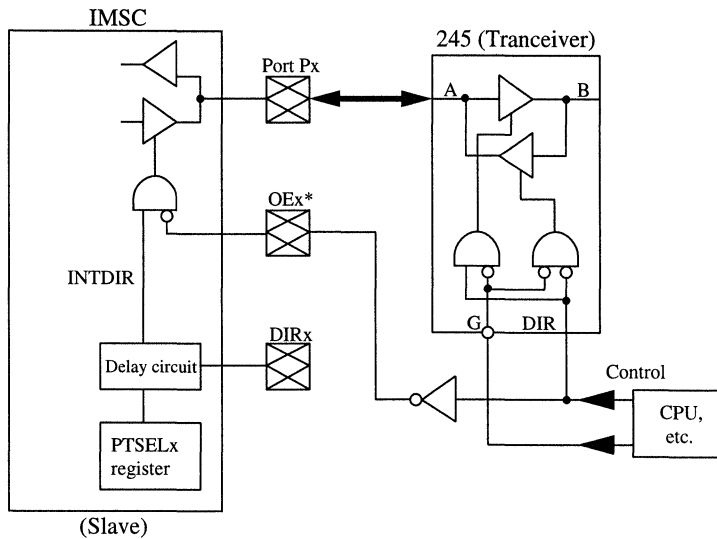 IMSC
245 (Tranceiver)
Port Px
A
B
OEx*
INTDIR
G
DIR
DIRx
Delay circuit
Control
CPU,
etc.
PTSELx
register
(Slave)